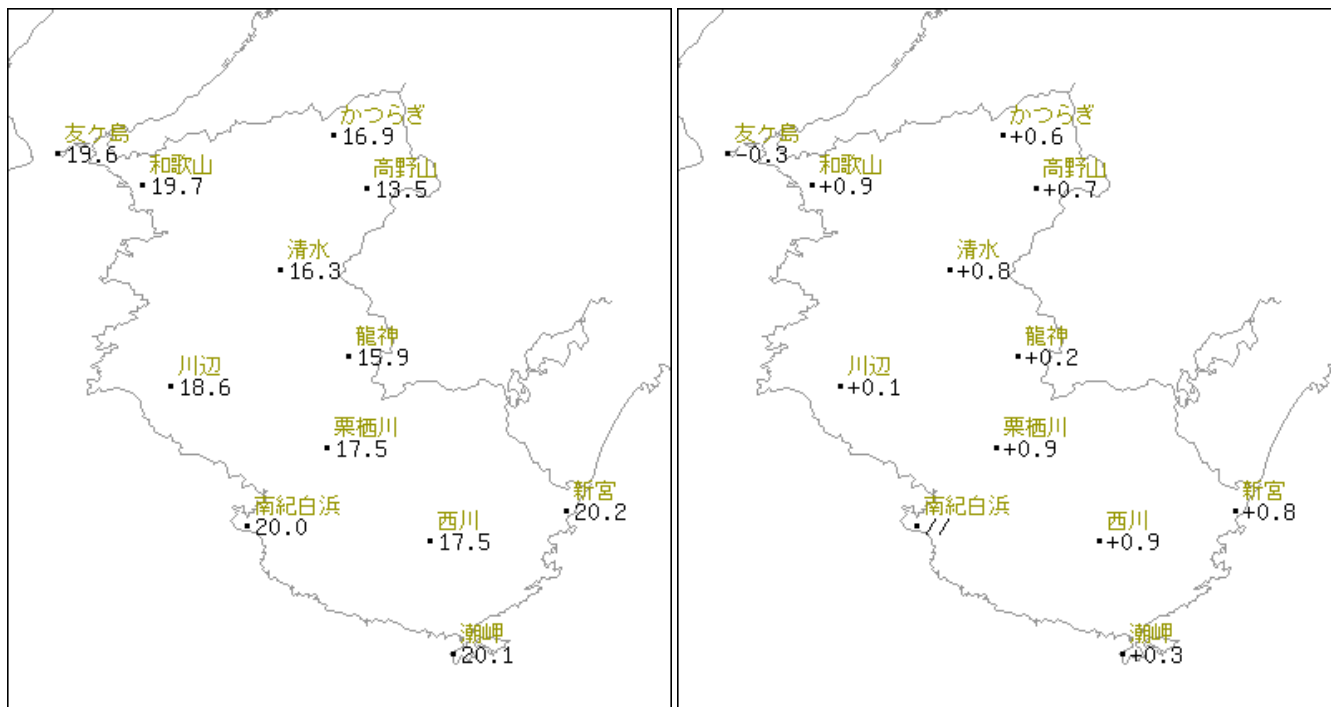 かつらぎ
16.9
友ケ島
19.6
和歌山
19.7
高野山
13.5
清水
16.3
龍神
15.9
川辺
18.6
栗栖川
17.5
南紀白浜
20.0
西川
17.5
新宮
20.2
潮岬
20.1
かつらぎ
+0.6
友ケ島
-0.3
和歌山
+0.9
高野山
+0.7
清水
+0.8
龍神
+0.2
川辺
+0.1
栗栖川
+0.9
南紀白浜
//
西川
+0.9
新宮
+0.8
潮岬
+0.3